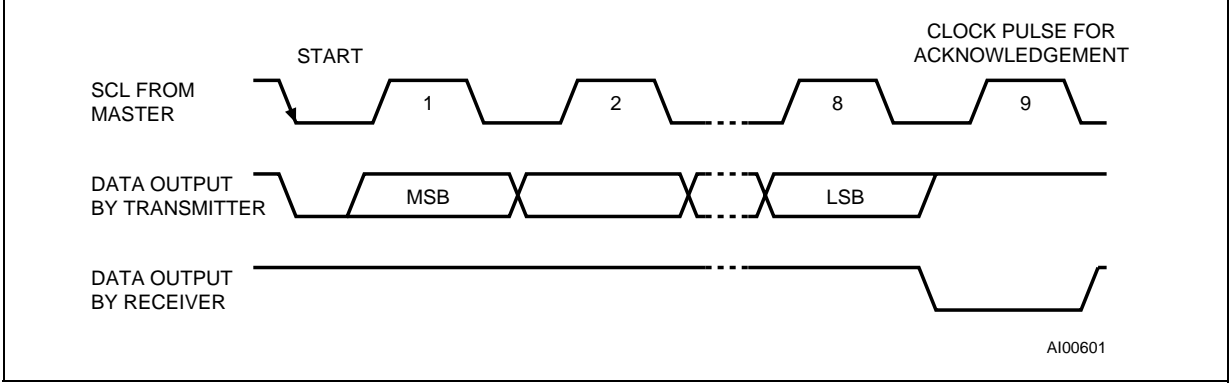 START
CLOCK PULSE FOR
ACKNOWLEDGEMENT
SCL FROM
MASTER
1
2
8
9
DATA OUTPUT
BY TRANSMITTER
MSB
LSB
DATA OUTPUT
BY RECEIVER
AI00601